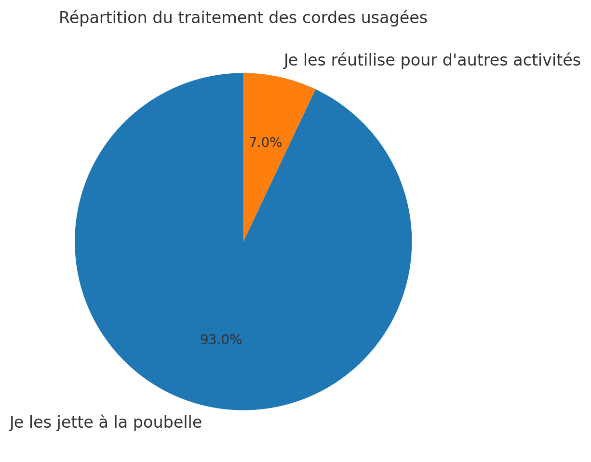 Répartition du traitement des cordes usagées
Je les réutilise pour d'autres activités
7.0%
93.0%
Je les jette à la poubelle